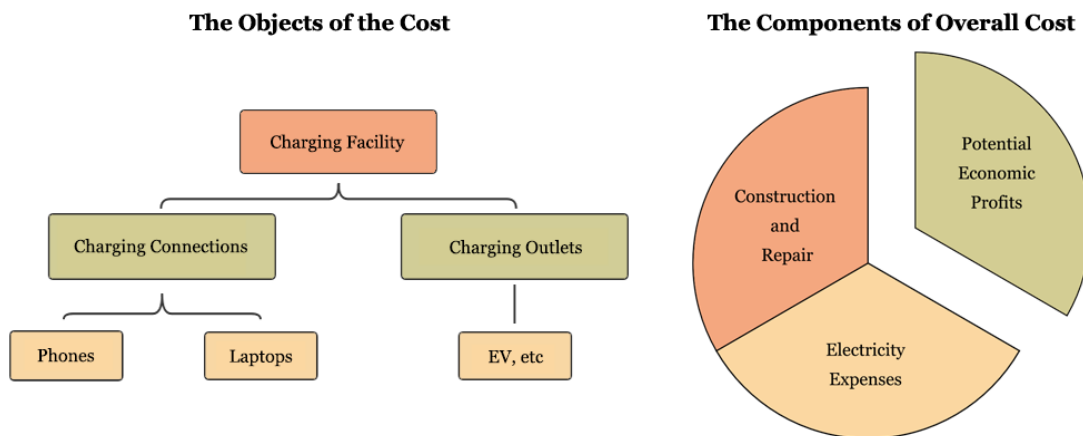 The Objects of the Cost
Charging Facility
Charging Connections
Charging Outlets
Phones
Laptops
EV, etc
The Components of Overall Cost
Potential
Economic
Profits
Construction
and
Repair
Electricity
Expenses